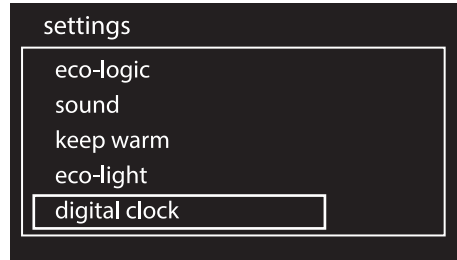 settings
eco-logic
sound
keep warm
eco-light
digital clock